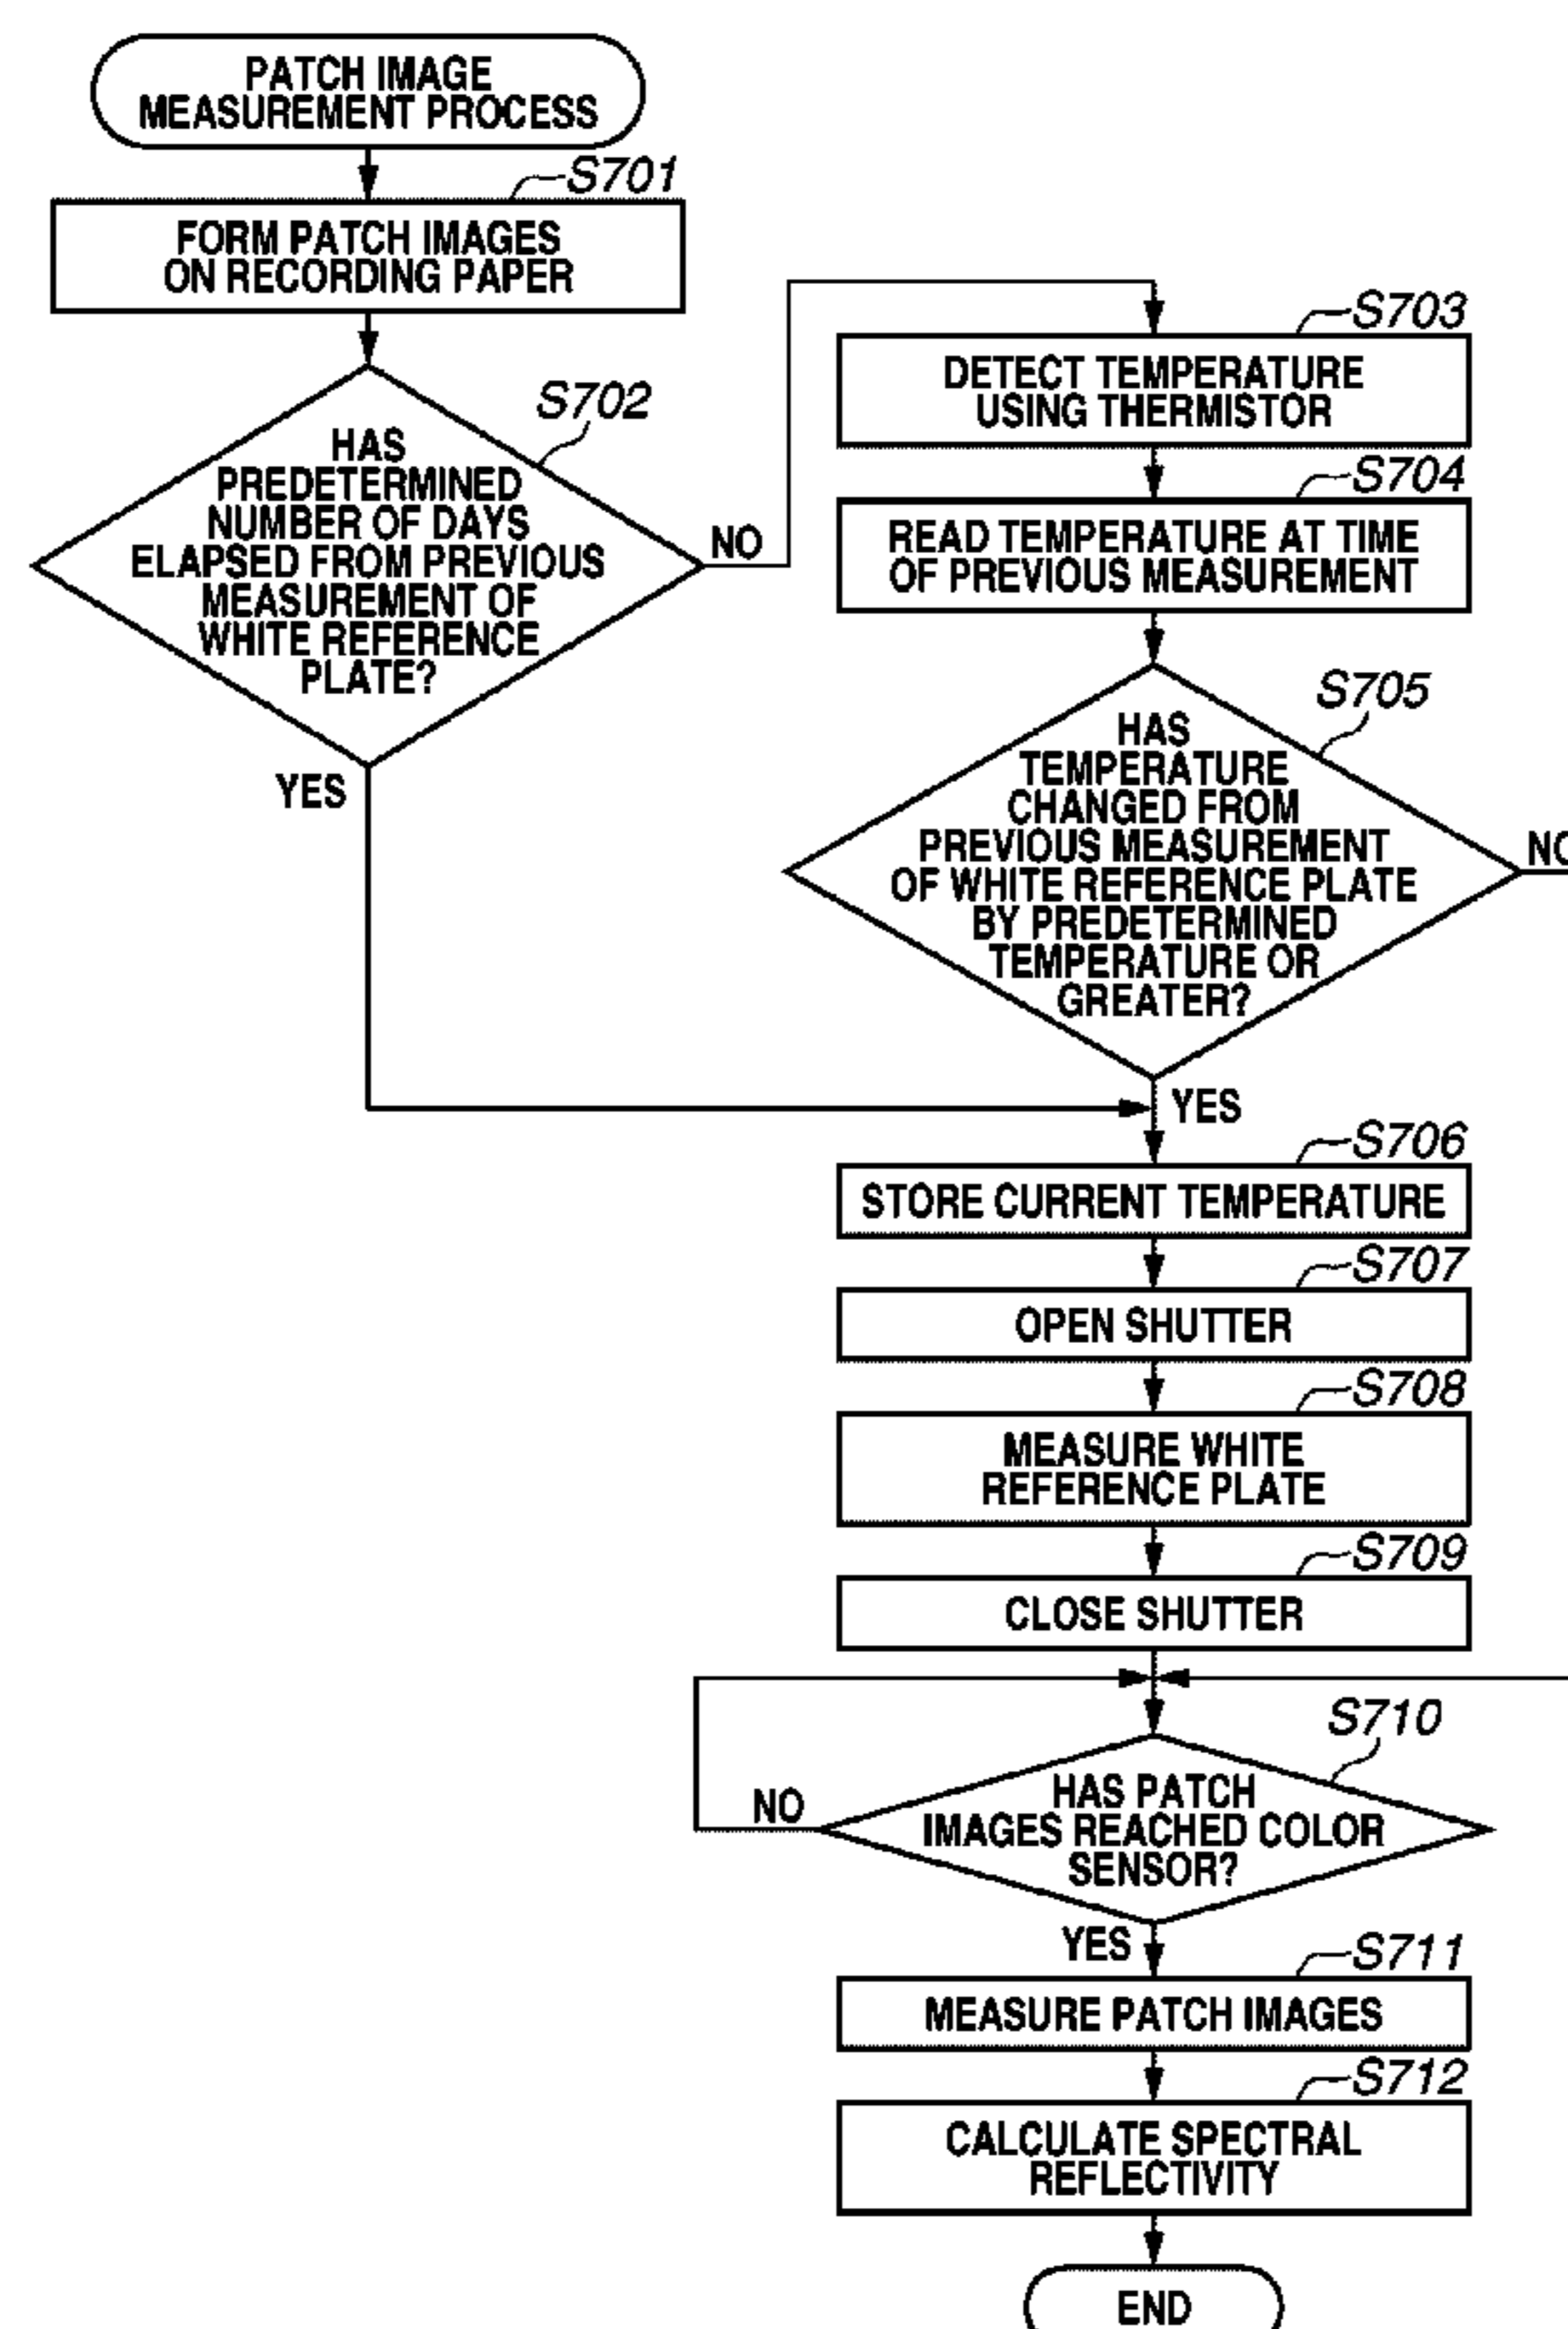 PATCH IMAGE
MEASUREMENT PROCESS
S701
FORM PATCH IMAGES
ON RECORDING PAPER
S702
HAS
PREDETERMINED
NUMBER OF DAYS
ELAPSED FROM PREVIOUS
MEASUREMENT OF
WHITE REFERENCE
PLATE?
NO
YES
S703
DETECT TEMPERATURE
USING THERMISTOR
S704
READ TEMPERATURE AT TIME
OF PREVIOUS MEASUREMENT
S705
HAS
TEMPERATURE
CHANGED FROM
PREVIOUS MEASUREMENT
OF WHITE REFERENCE PLATE
BY PREDETERMINED
TEMPERATURE OR
GREATER?
NO
YES
S706
STORE CURRENT TEMPERATURE
S707
OPEN SHUTTER
S708
MEASURE WHITE
REFERENCE PLATE
S709
CLOSE SHUTTER
S710
HAS PATCH
IMAGES REACHED COLOR
SENSOR?
NO
YES
S711
MEASURE PATCH IMAGES
S712
CALCULATE SPECTRAL
REFLECTIVITY
END